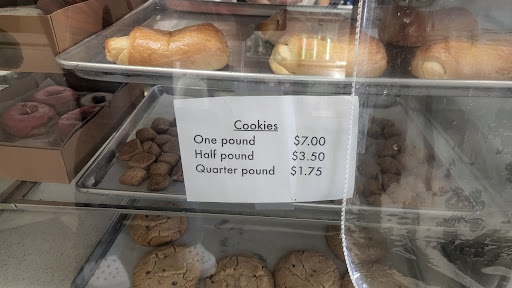 Cookies
One pound $7.00
Half pound $3.50
Quarter pound $1.75